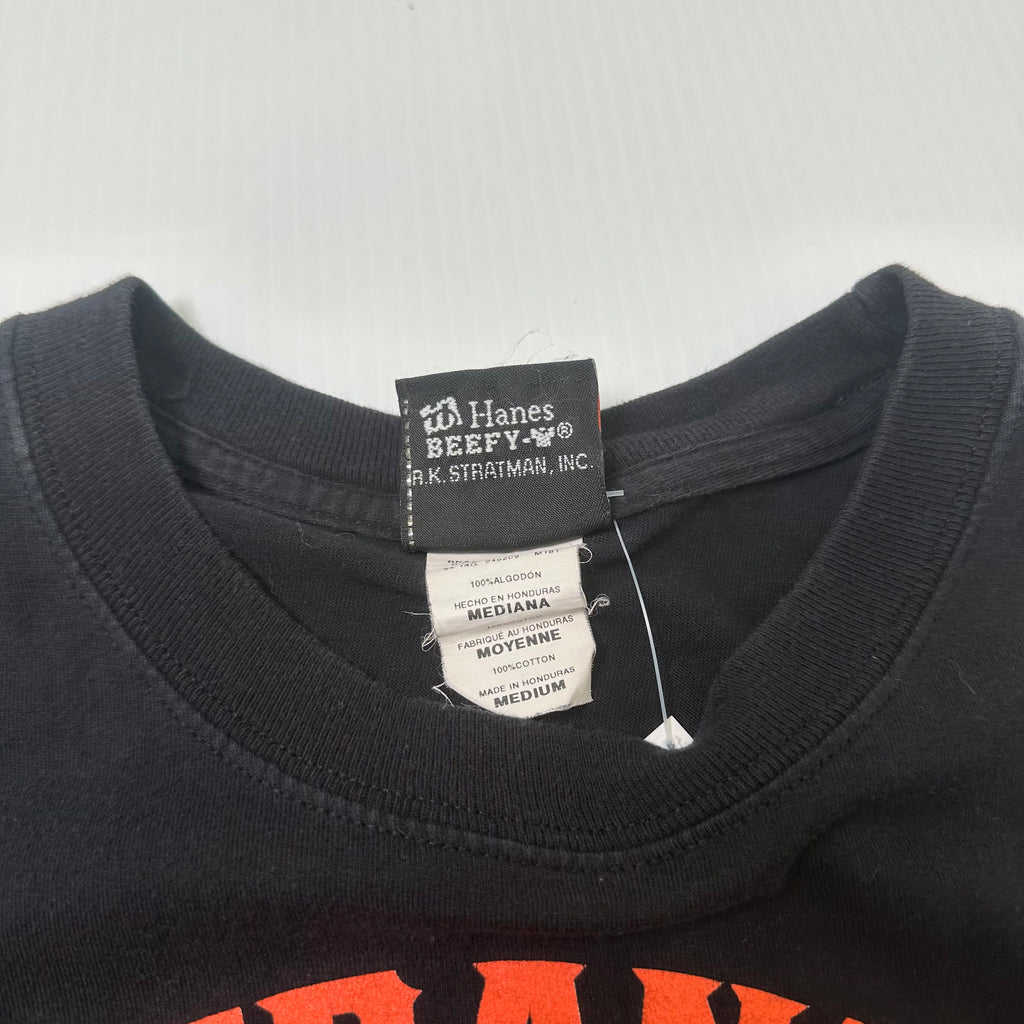 Hanes
BEEFY-®
R.K. STRATMAN, INC.
100%ALGODÓN
HECHO EN HONDURAS
MEDIANA
FABRIQUÉ AU HONDURAS
MOYENNE
100%COTTON
MADE IN HONDURAS
MEDIUM